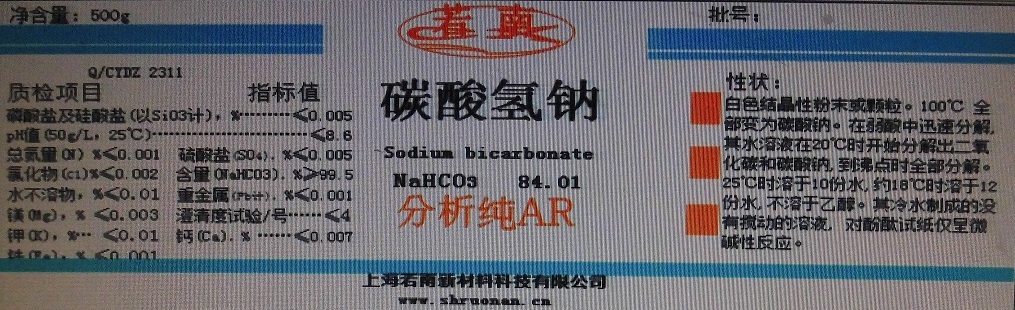 净含量：500g
批号：
Q/CYDZ 2311
质检项目 指标值
磷酸盐及硅酸盐(以SiO3计)，%………≤0.005
pH值(50g/L，25℃)………≤8.6
总氮量(N) %≤0.001 硫酸盐(SO4)．%≤0.005
氯化物(Cl)%≤0.002 含量(NaHCO3)．%≥99.5
水不溶物，%≤0.01 重金属(Pb计)，%≤0.001
镁(Mg)，% ≤0.003 澄清度试验/号……≤4
钾(K)，%… ≤0.01 钙(Ca)．% ……≤0.007
铁(Fe)．% ≤0.001
若
碳酸氢钠
Sodium bicarbonate
NaHCO3 84.01
分析纯AR
性状：
白色结晶性粉末或颗粒。100℃ 全
部变为碳酸钠。在弱酸中迅速分解，
其水溶液在20℃时开始分解出二氧
化碳和碳酸钠，到沸点时全部分解。
25℃时溶于10份水，约18℃时溶于12
份水，不溶于乙醇。其冷水制成的没
有搅动的溶液，对酚酞试纸仅呈微
碱性反应。
上海若南新材料科技有限公司
www.shruonan.cn